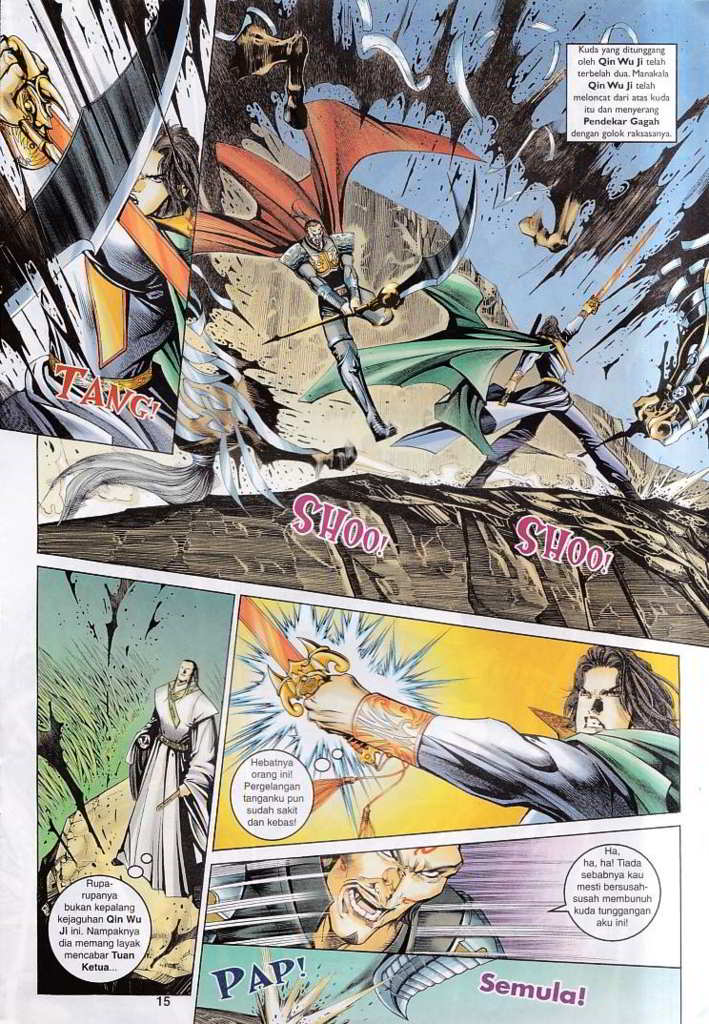 Kuda yang ditunggang
oleh Qin Wu Ji telah
terbelah dua. Manakala
Qin Wu Ji telah
meloncat dari atas kuda
itu dan menyerang
Pendekar Gagah
dengan golok raksasanya.
TANG!
SHOO!
SHOO!
Hebatnya
orang ini!
Pergelangan
tanganku pun
sudah sakit
dan kebas!
Rupa-
rupanya
bukan kepalang
kejaguhan Qin Wu
Ji ini. Nampaknya
dia memang layak
mencabar Tuan
Ketua...
Ha,
ha, ha! Tiada
sebabnya kau
mesti bersusah-
susah membunuh
kuda tunggangan
aku ini!
PAP!
Semula!
15